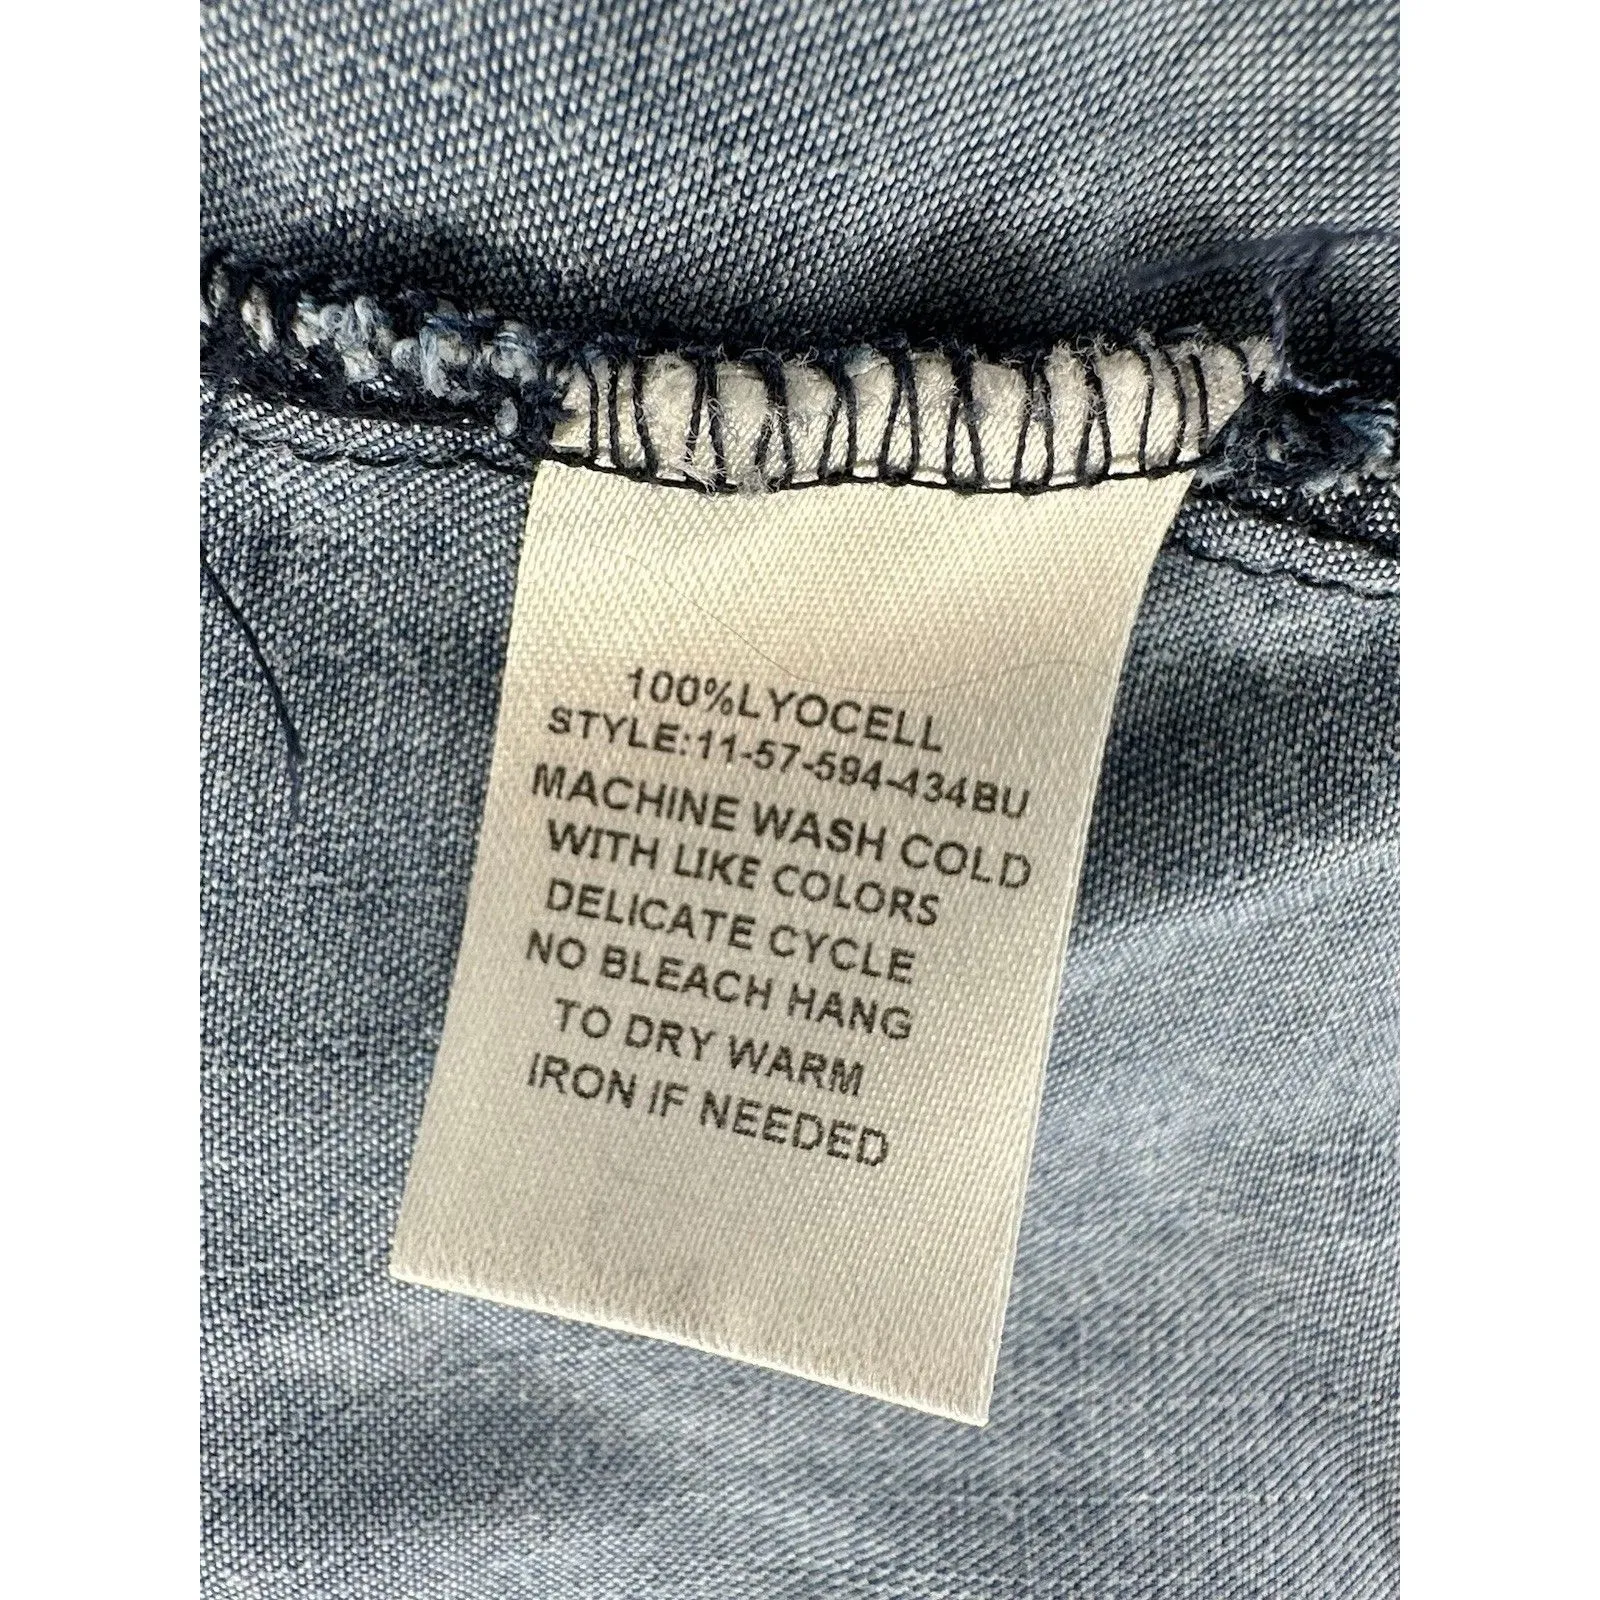 100%LYOCELL
STYLE:11-57-594-434BU
MACHINE WASH COLD
WITH LIKE COLORS
DELICATE CYCLE
NO BLEACH HANG
TO DRY WARM
IRON IF NEEDED